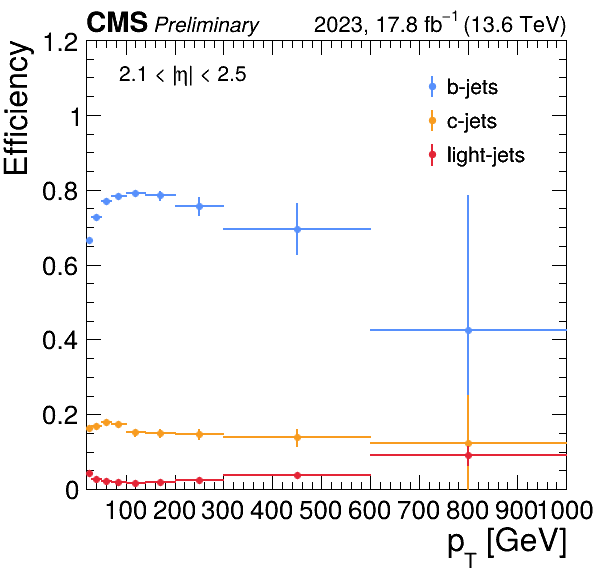 CMS Preliminary 2023, 17.8 fb⁻¹ (13.6 TeV)
2.1 < |η| < 2.5
b-jets
c-jets
light-jets
Efficiency
1.2
1
0.8
0.6
0.4
0.2
0
100 200 300 400 500 600 700 800 900 1000
p_T [GeV]